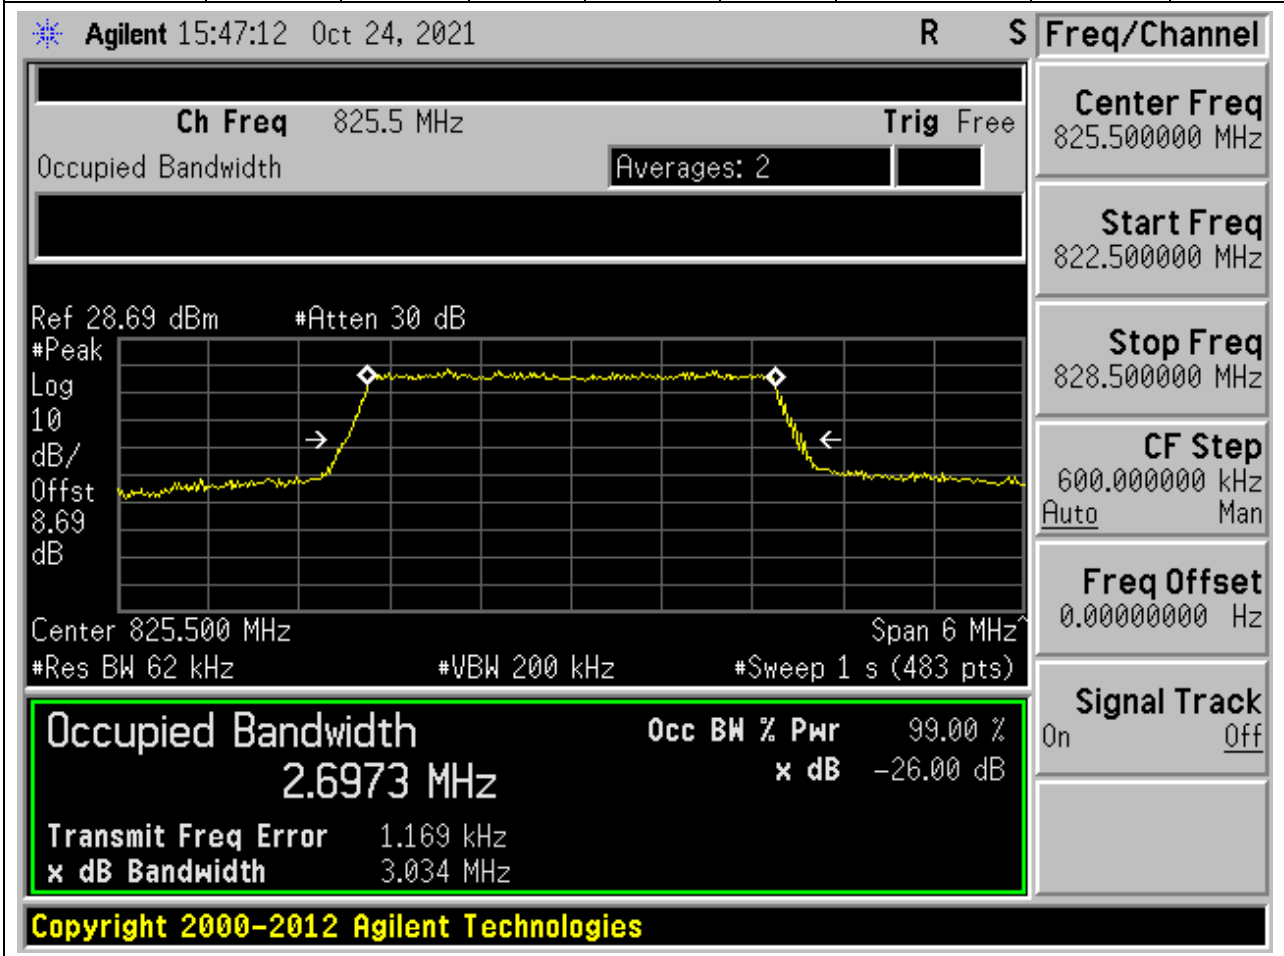 Agilent 15:47:12 Oct 24, 2021 R S
Freq/Channel
Ch Freq 825.5 MHz Trig Free
Occupied Bandwidth Averages: 2
Center Freq
825.500000 MHz
Start Freq
822.500000 MHz
Stop Freq
828.500000 MHz
CF Step
600.000000 kHz
Auto Man
Freq Offset
0.00000000 Hz
Signal Track
On Off
Ref 28.69 dBm #Atten 30 dB
#Peak
Log
10
dB/
Offst
8.69
dB
Center 825.500 MHz Span 6 MHz^
#Res BW 62 kHz #VBW 200 kHz #Sweep 1 s (483 pts)
Occupied Bandwidth Occ BW % Pwr 99.00 %
2.6973 MHz x dB -26.00 dB
Transmit Freq Error 1.169 kHz
x dB Bandwidth 3.034 MHz
Copyright 2000-2012 Agilent Technologies